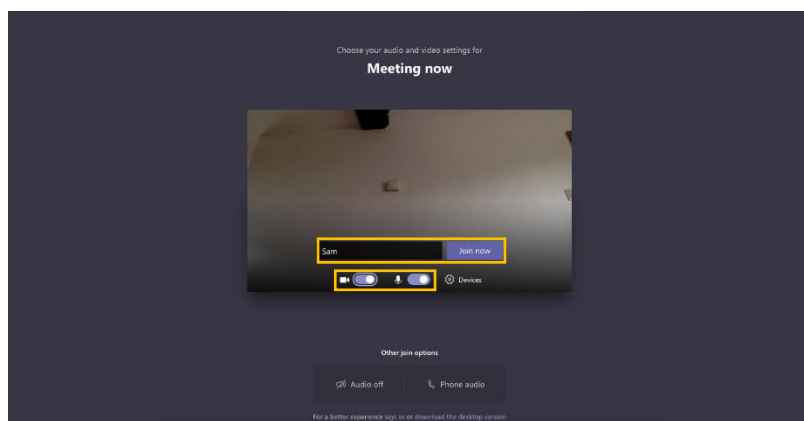 Choose your audio and video settings for
Meeting now
Sam Join now
Devices
Other join options
Audio off Phone audio
For a better experience sign in or download the desktop version